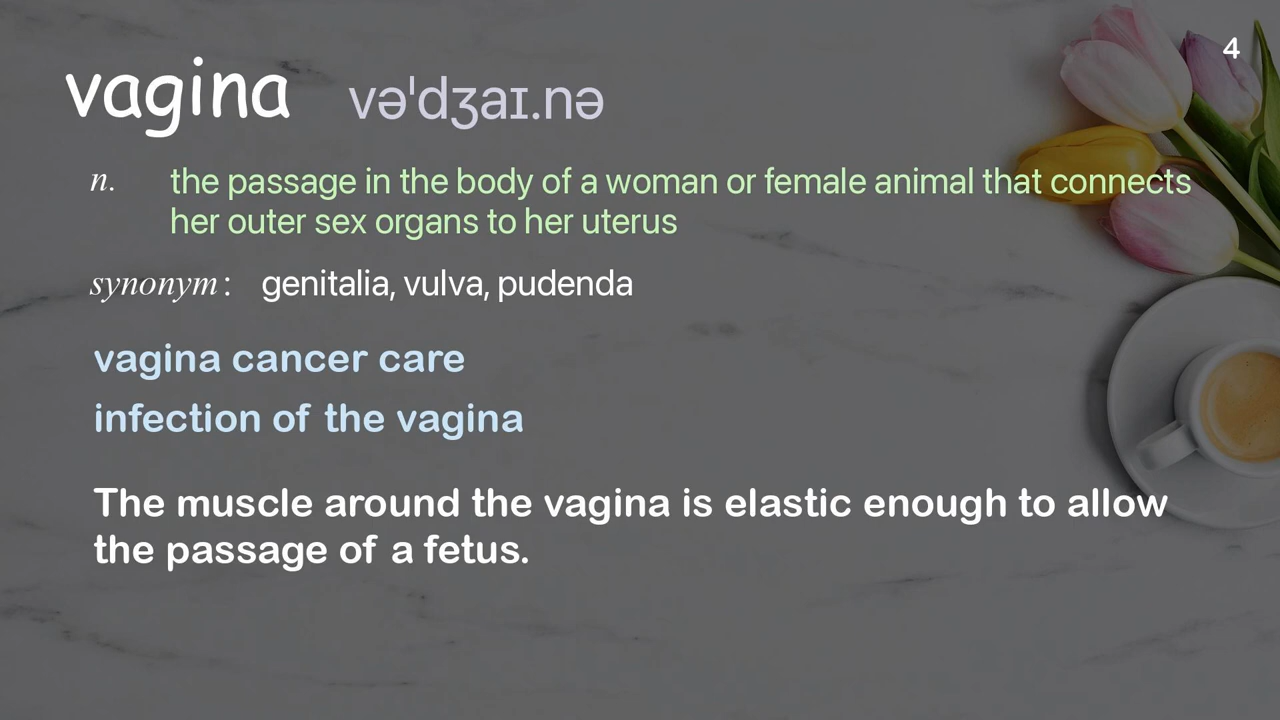 4
vagina vəˈdʒaɪ.nə
n. the passage in the body of a woman or female animal that connects
her outer sex organs to her uterus
synonym : genitalia, vulva, pudenda
vagina cancer care
infection of the vagina
The muscle around the vagina is elastic enough to allow
the passage of a fetus.